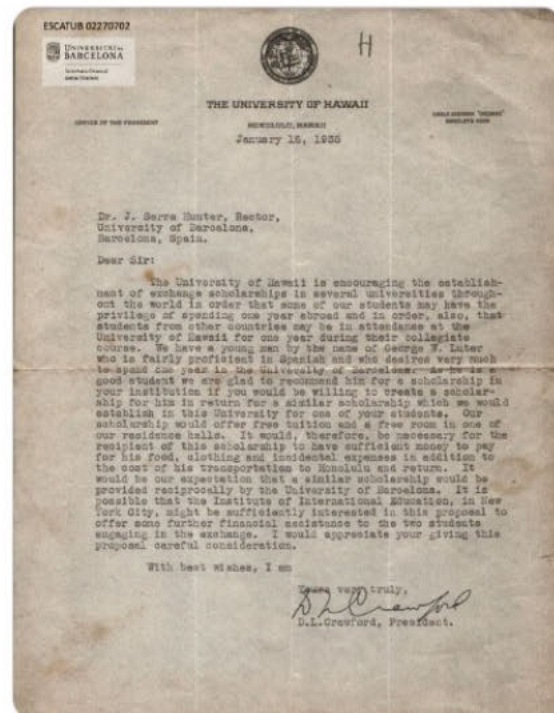 ESCATUB 02270702
UNIVERSITAT DE
BARCELONA
H
THE UNIVERSITY OF HAWAII
OFFICE OF THE PRESIDENT
HONOLULU, HAWAII
January 16, 1935
Dr. J. Serra Hunter, Rector,
University of Barcelona,
Barcelona, Spain.
Dear Sir:
The University of Hawaii is encouraging the establish-
ment of exchange scholarships in several universities through-
out the world in order that some of our students may have the
privilege of spending one year abroad and in order, also, that
students from other countries may be in attendance at the
University of Hawaii for one year during their collegiate
course. We have a young man by the name of George W. Luter
who is fairly proficient in Spanish and who desires very much
to spend one year in the University of Barcelona. As he is a
good student we are glad to recommend him for a scholarship in
your institution if you would be willing to create a scholar-
ship for him in return for a similar scholarship which we would
establish in this University for one of your students. Our
scholarship would offer free tuition and a free room in one of
our residence halls. It would, therefore, be necessary for the
recipient of this scholarship to have sufficient money to pay
for his food, clothing and incidental expenses in addition to
the cost of his transportation to Honolulu and return. It
would be our expectation that a similar scholarship would be
provided reciprocally by the University of Barcelona. It is
possible that the Institute of International Education, in New
York City, might be sufficiently interested in this proposal to
offer some further financial assistance to the two students
engaging in the exchange. I would appreciate your giving this
proposal careful consideration.
With best wishes, I am
Yours very truly,
D L Crawford
D.L.Crawford, President.